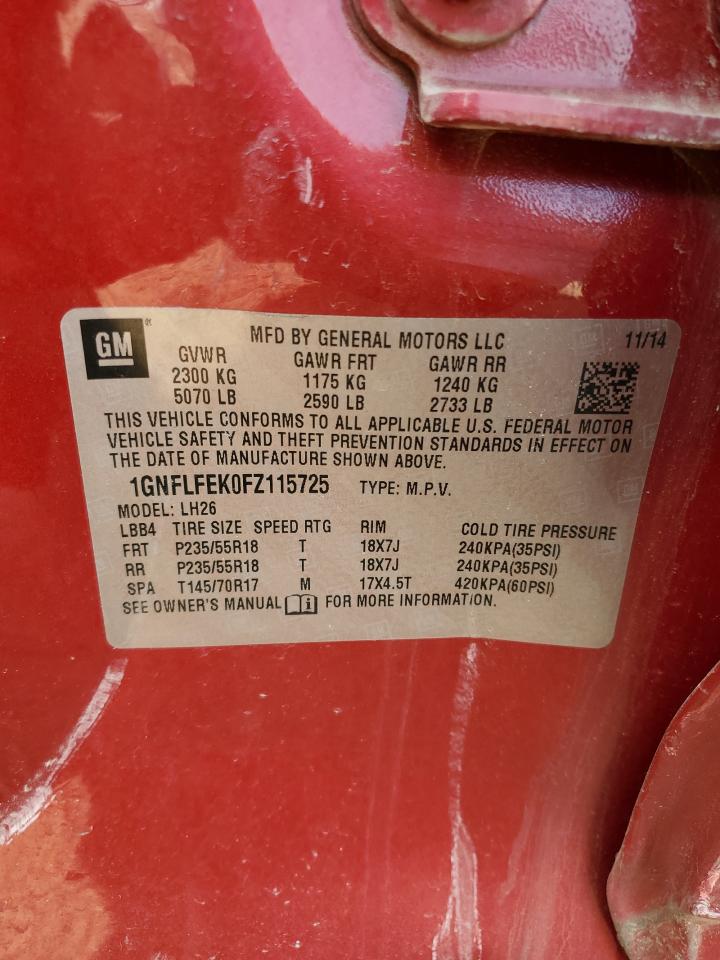 GM
MFD BY GENERAL MOTORS LLC 11/14
GVWR GAWR FRT GAWR RR
2300 KG 1175 KG 1240 KG
5070 LB 2590 LB 2733 LB
THIS VEHICLE CONFORMS TO ALL APPLICABLE U.S. FEDERAL MOTOR
VEHICLE SAFETY AND THEFT PREVENTION STANDARDS IN EFFECT ON
THE DATE OF MANUFACTURE SHOWN ABOVE.
1GNFLFEK0FZ115725 TYPE: M.P.V.
MODEL: LH26
LBB4 TIRE SIZE SPEED RTG RIM COLD TIRE PRESSURE
FRT P235/55R18 T 18X7J 240KPA(35PSI)
RR P235/55R18 T 18X7J 240KPA(35PSI)
SPA T145/70R17 M 17X4.5T 420KPA(60PSI)
SEE OWNER'S MANUAL i FOR MORE INFORMATION.